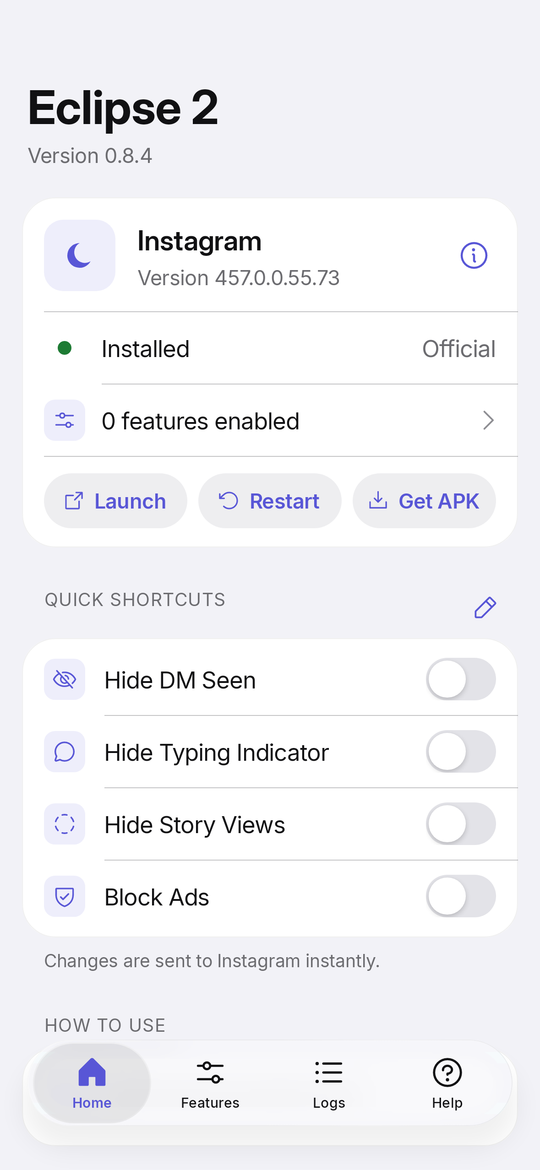 Eclipse 2
Version 0.8.4
Instagram
Version 457.0.0.55.73
Installed
Official
0 features enabled
Launch
Restart
Get APK
QUICK SHORTCUTS
Hide DM Seen
Hide Typing Indicator
Hide Story Views
Block Ads
Changes are sent to Instagram instantly.
HOW TO USE
Home
Features
Logs
Help